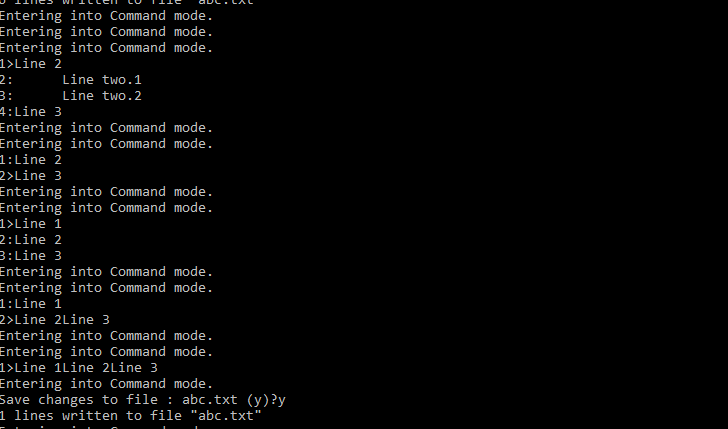 0 lines written to file "abc.txt"
Entering into Command mode.
Entering into Command mode.
Entering into Command mode.
1>Line 2
2:      Line two.1
3:      Line two.2
4:Line 3
Entering into Command mode.
Entering into Command mode.
1:Line 2
2>Line 3
Entering into Command mode.
Entering into Command mode.
1>Line 1
2:Line 2
3:Line 3
Entering into Command mode.
Entering into Command mode.
1:Line 1
2>Line 2Line 3
Entering into Command mode.
Entering into Command mode.
1>Line 1Line 2Line 3
Entering into Command mode.
Save changes to file : abc.txt (y)?y
1 lines written to file "abc.txt"
Entering into Command mode.